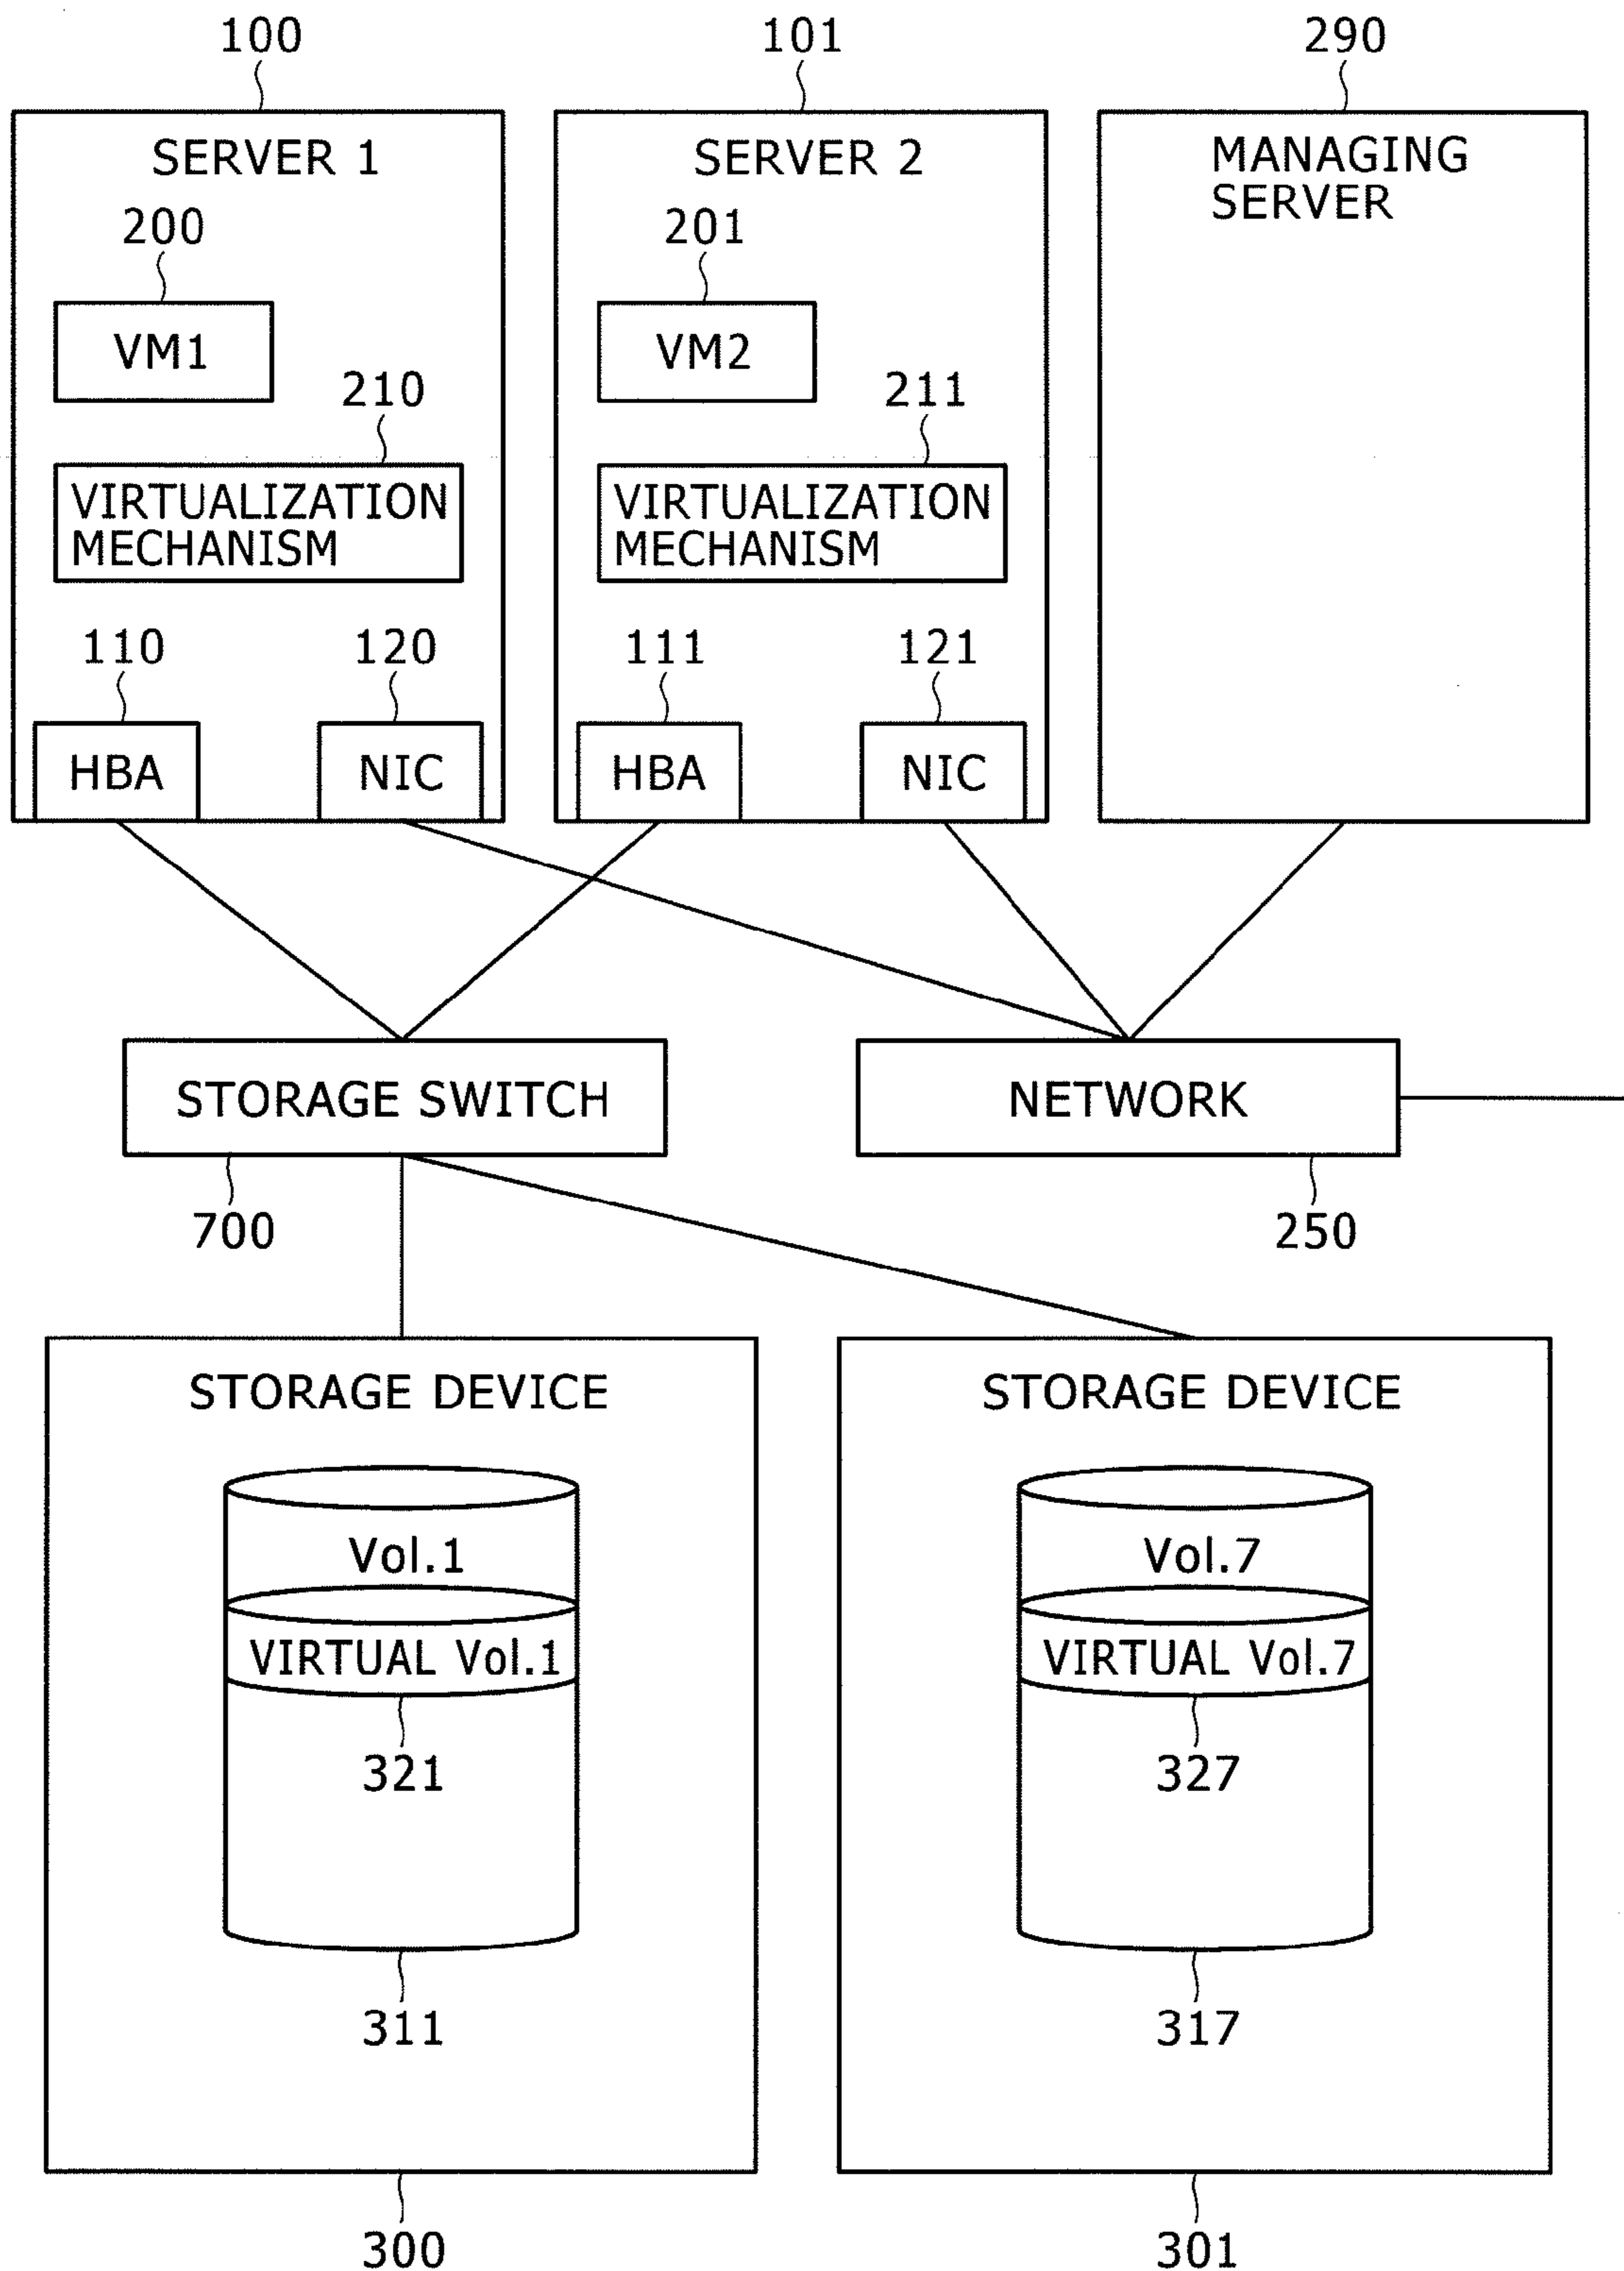 100
101
290
SERVER 1
SERVER 2
MANAGING
SERVER
200
201
VM1
VM2
210
211
VIRTUALIZATION
MECHANISM
VIRTUALIZATION
MECHANISM
110
120
111
121
HBA
NIC
HBA
NIC
STORAGE SWITCH
NETWORK
700
250
STORAGE DEVICE
STORAGE DEVICE
Vol.1
Vol.7
VIRTUAL Vol.1
VIRTUAL Vol.7
321
327
311
317
300
301